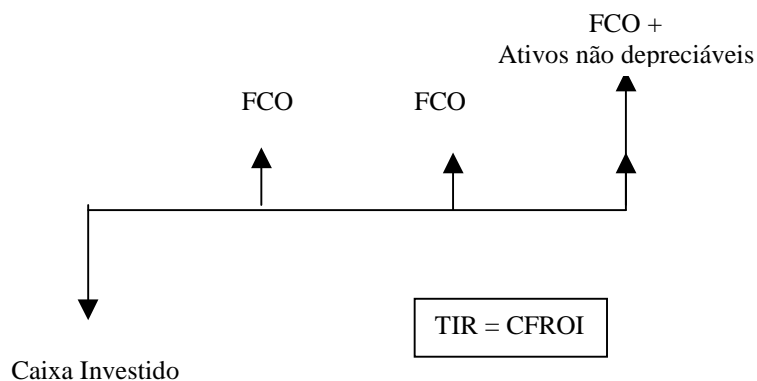 FCO +
Ativos não depreciáveis
FCO
FCO
TIR = CFROI
Caixa Investido